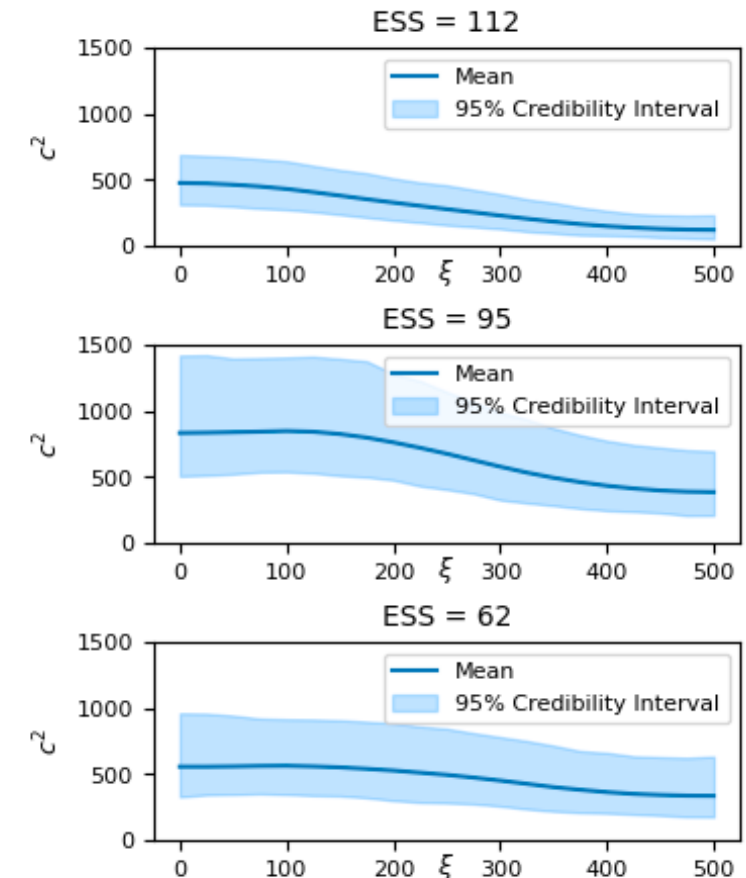 ESS = 112
1500
1000
500
0
c²
Mean
95% Credibility Interval
0 100 200 ξ 300 400 500
ESS = 95
1500
1000
500
0
c²
Mean
95% Credibility Interval
0 100 200 ξ 300 400 500
ESS = 62
1500
1000
500
0
c²
Mean
95% Credibility Interval
0 100 200 ξ 300 400 500